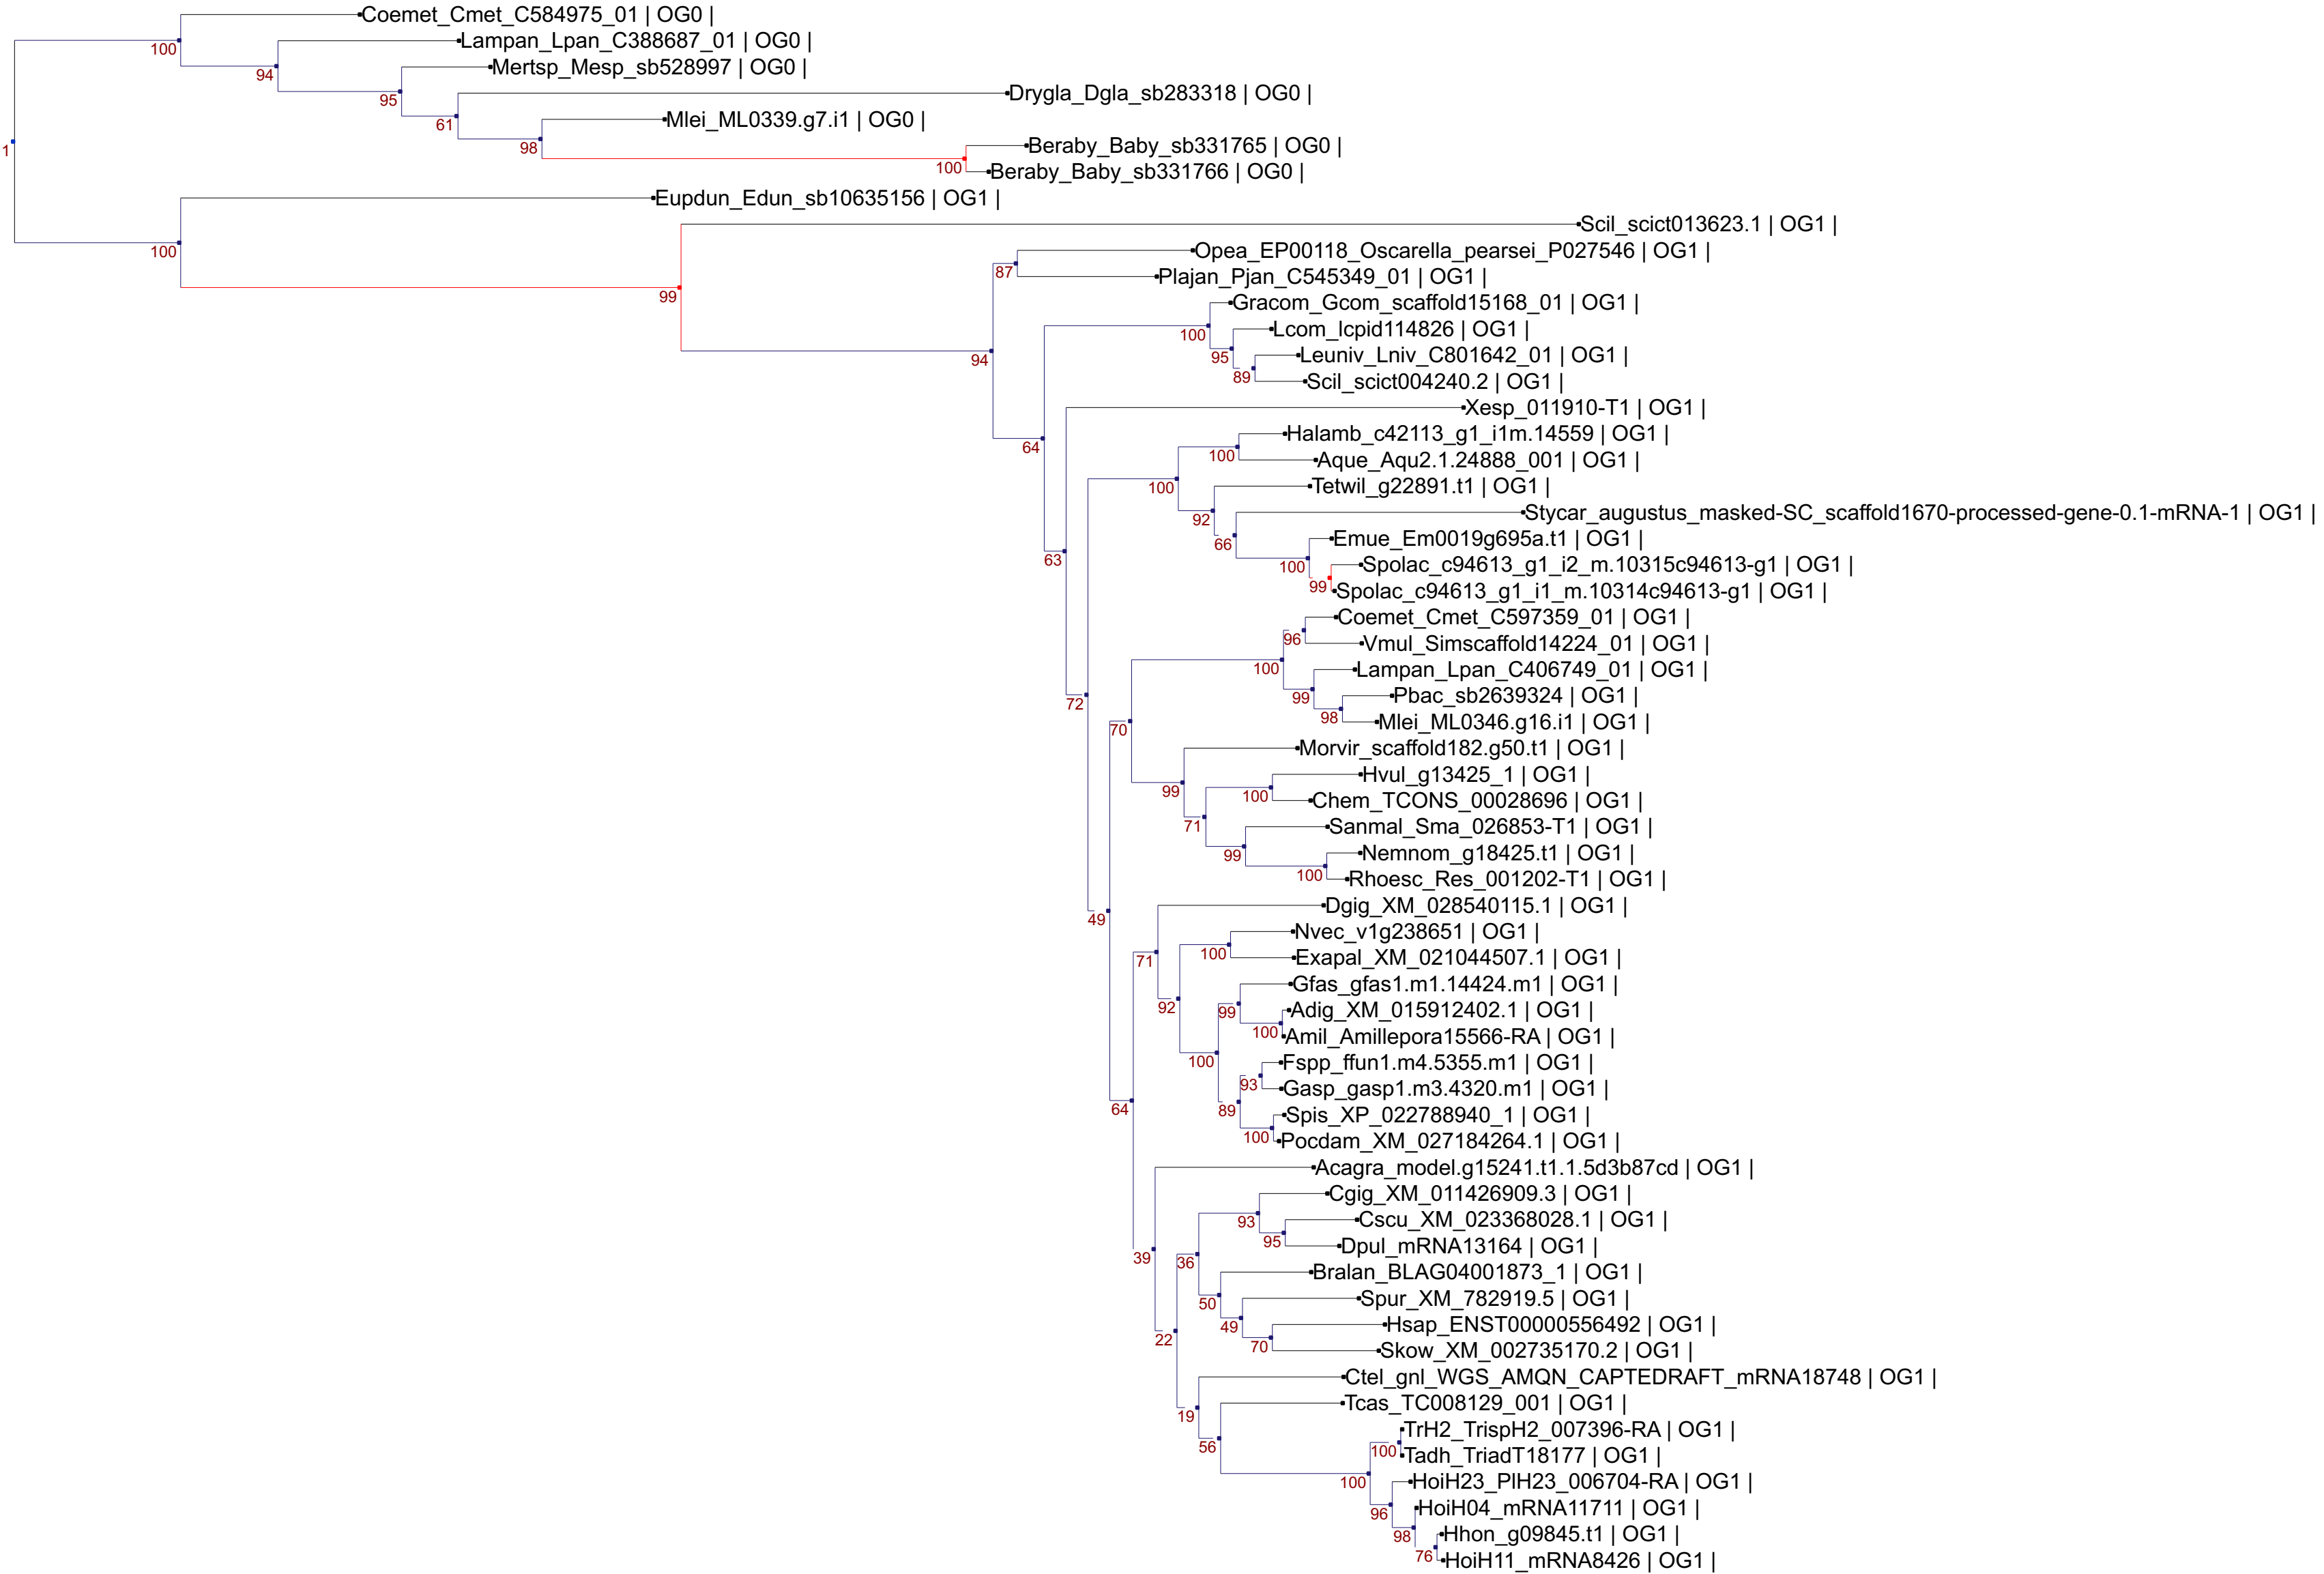 Coemet_Cmet_C584975_01 | OG0 |
100
Lampan_Lpan_C388687_01 | OG0 |
94
Mertsp_Mesp_sb528997 | OG0 |
95
Drygla_Dgla_sb283318 | OG0 |
61
Mlei_ML0339.g7.i1 | OG0 |
98
Beraby_Baby_sb331765 | OG0 |
1
100
Beraby_Baby_sb331766 | OG0 |
Eupdun_Edun_sb10635156 | OG1 |
100
Scil_scict013623.1 | OG1 |
99
Opea_EP00118_Oscarella_pearsei_P027546 | OG1 |
87
Plajan_Pjan_C545349_01 | OG1 |
94
Gracom_Gcom_scaffold15168_01 | OG1 |
100
Lcom_lcpid114826 | OG1 |
95
Leuniv_Lniv_C801642_01 | OG1 |
89
Scil_scict004240.2 | OG1 |
64
Xesp_011910-T1 | OG1 |
63
Halamb_c42113_g1_i1m.14559 | OG1 |
100
Aque_Aqu2.1.24888_001 | OG1 |
100
Tetwil_g22891.t1 | OG1 |
92
Stycar_augustus_masked-SC_scaffold1670-processed-gene-0.1-mRNA-1 | OG1 |
66
Emue_Em0019g695a.t1 | OG1 |
100
Spolac_c94613_g1_i2_m.10315c94613-g1 | OG1 |
99
Spolac_c94613_g1_i1_m.10314c94613-g1 | OG1 |
72
Coemet_Cmet_C597359_01 | OG1 |
96
Vmul_Simscaffold14224_01 | OG1 |
100
Lampan_Lpan_C406749_01 | OG1 |
99
Pbac_sb2639324 | OG1 |
98
Mlei_ML0346.g16.i1 | OG1 |
70
Morvir_scaffold182.g50.t1 | OG1 |
99
Hvul_g13425_1 | OG1 |
100
Chem_TCONS_00028696 | OG1 |
71
Sanmal_Sma_026853-T1 | OG1 |
99
Nemnom_g18425.t1 | OG1 |
100
Rhoesc_Res_001202-T1 | OG1 |
49
Dgig_XM_028540115.1 | OG1 |
71
Nvec_v1g238651 | OG1 |
100
Exapal_XM_021044507.1 | OG1 |
92
Gfas_gfas1.m1.14424.m1 | OG1 |
99
Adig_XM_015912402.1 | OG1 |
100
Amil_Amillepora15566-RA | OG1 |
100
Fspp_ffun1.m4.5355.m1 | OG1 |
93
Gasp_gasp1.m3.4320.m1 | OG1 |
89
Spis_XP_022788940_1 | OG1 |
100
Pocdam_XM_027184264.1 | OG1 |
64
Acagra_model.g15241.t1.1.5d3b87cd | OG1 |
39
Cgig_XM_011426909.3 | OG1 |
93
Cscu_XM_023368028.1 | OG1 |
95
Dpul_mRNA13164 | OG1 |
36
Bralan_BLAG04001873_1 | OG1 |
50
Spur_XM_782919.5 | OG1 |
49
Hsap_ENST00000556492 | OG1 |
70
Skow_XM_002735170.2 | OG1 |
22
Ctel_gnl_WGS_AMQN_CAPTEDRAFT_mRNA18748 | OG1 |
19
Tcas_TC008129_001 | OG1 |
56
TrH2_TrispH2_007396-RA | OG1 |
100
Tadh_TriadT18177 | OG1 |
100
HoiH23_PlH23_006704-RA | OG1 |
96
HoiH04_mRNA11711 | OG1 |
98
Hhon_g09845.t1 | OG1 |
76
HoiH11_mRNA8426 | OG1 |